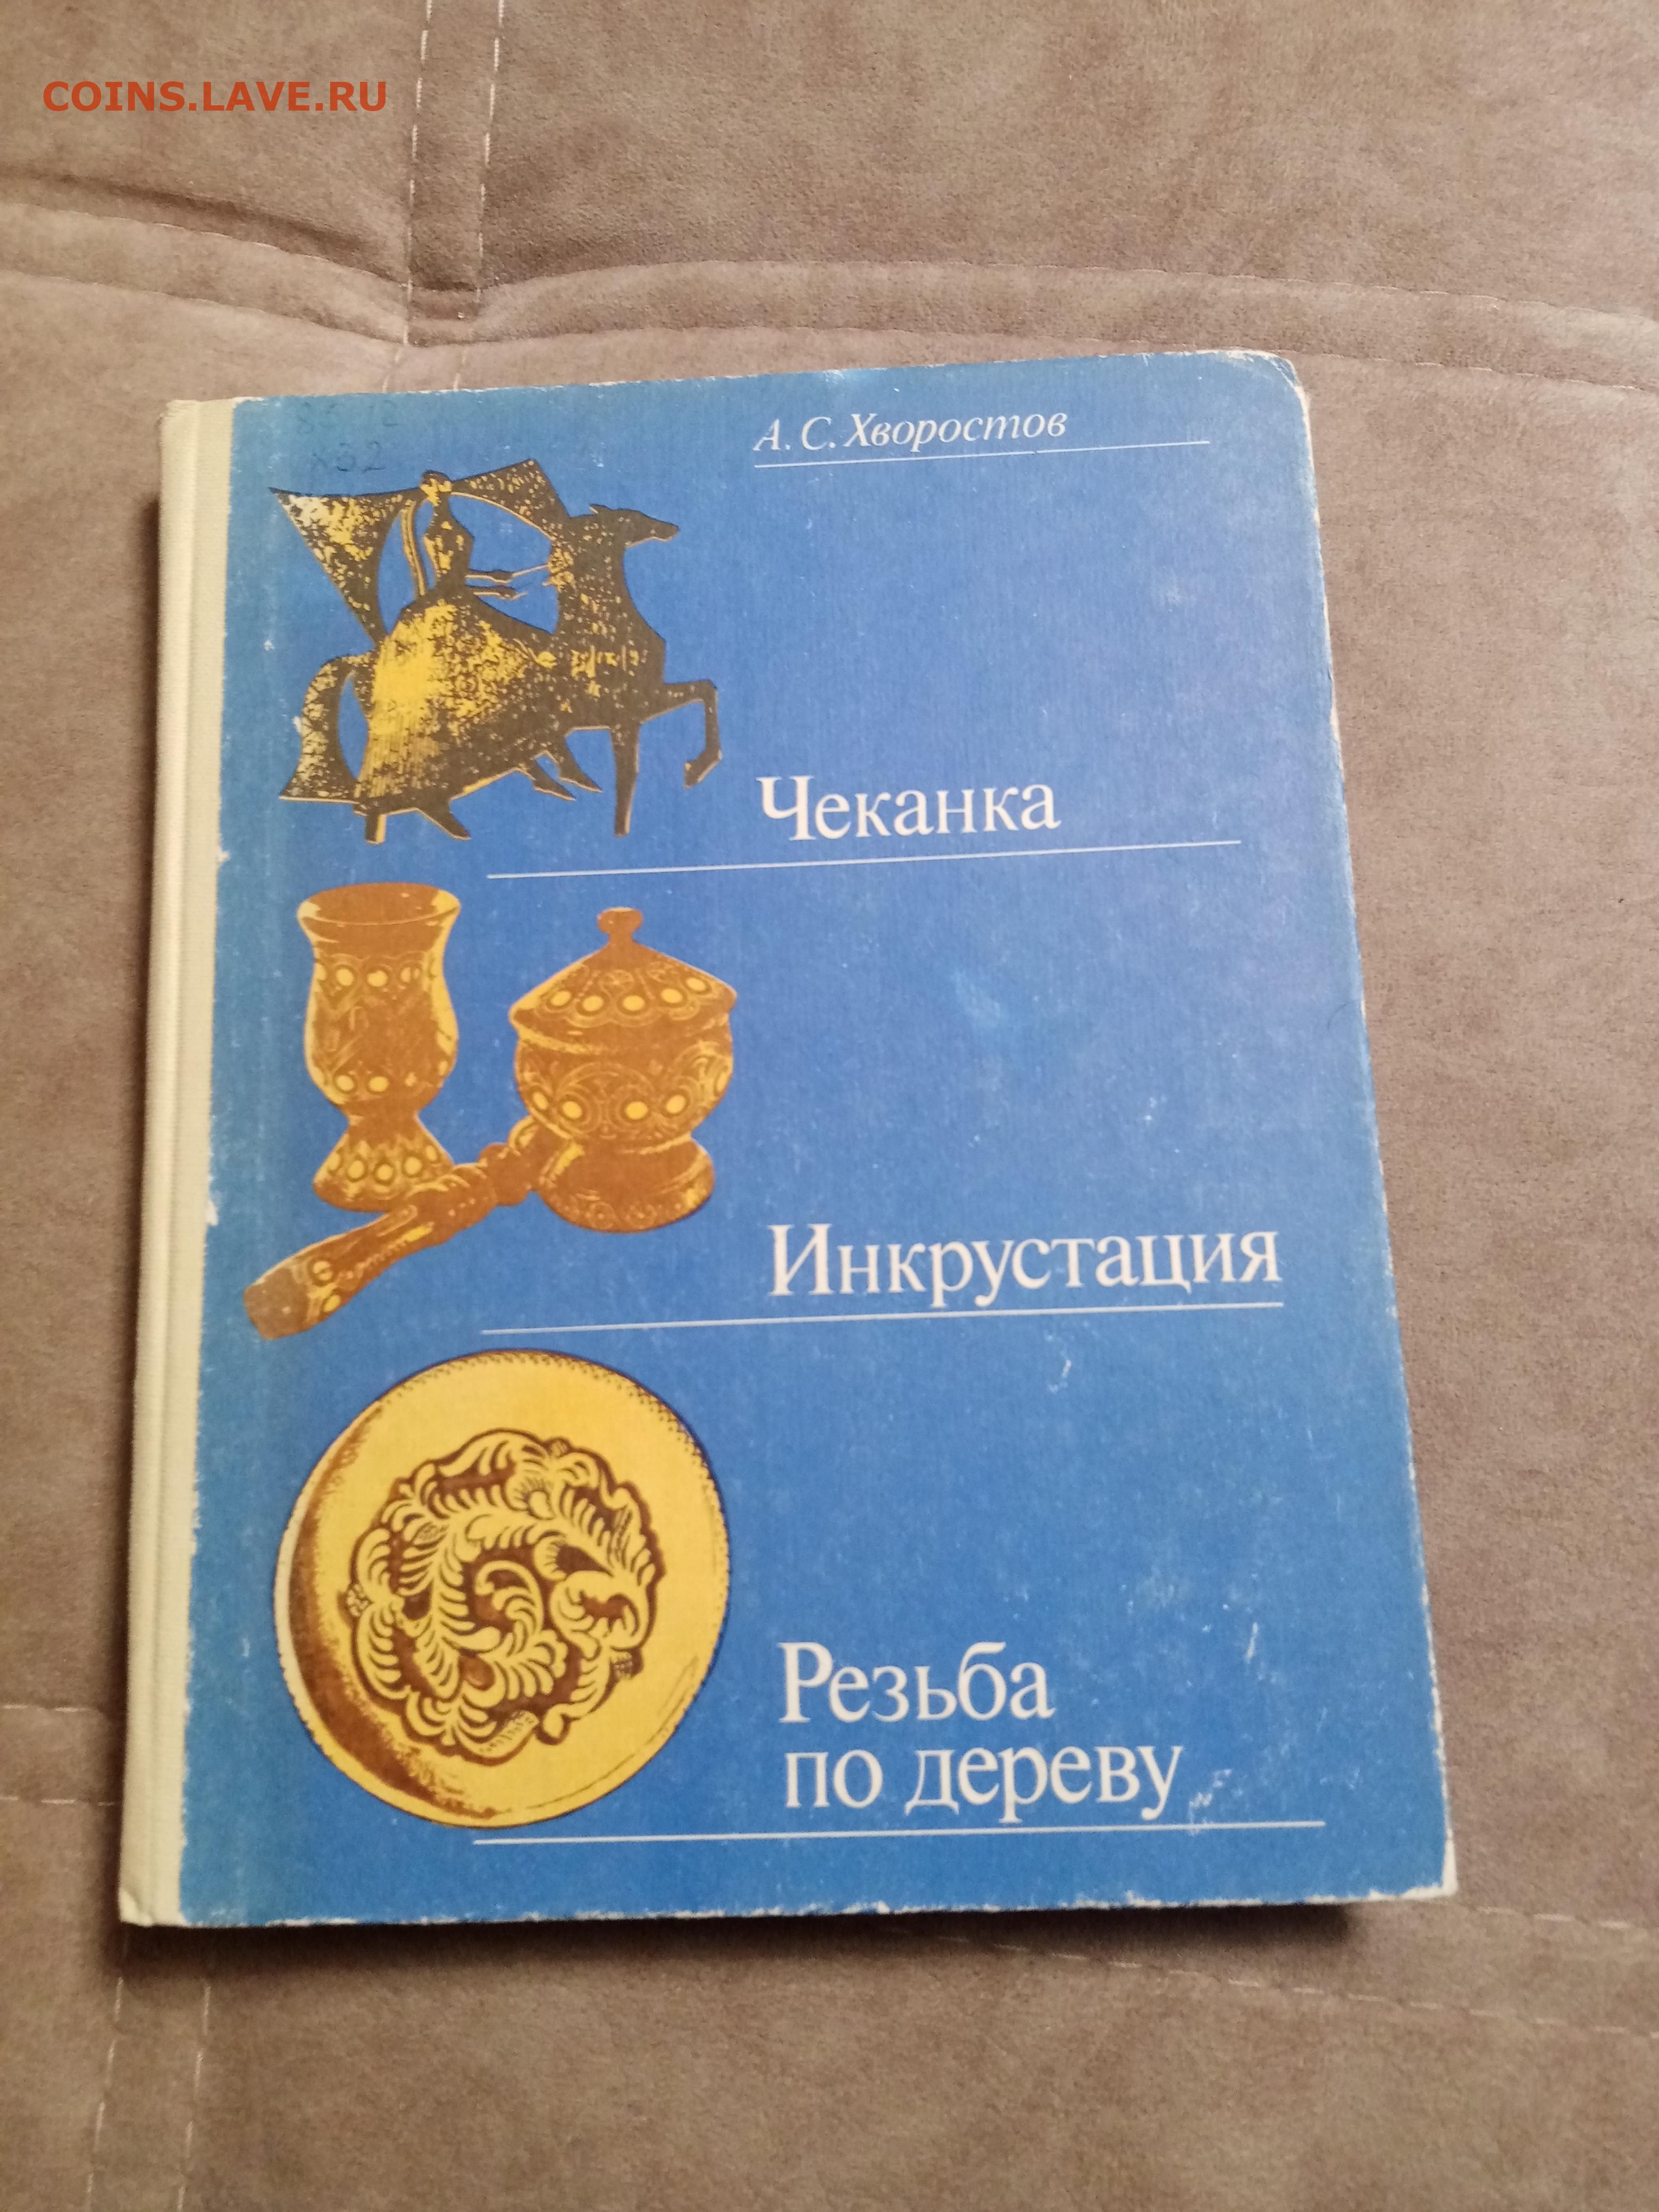 COINS.LAVE.RU
А. С. Хворостов
Чеканка
Инкрустация
Резьба
по дереву